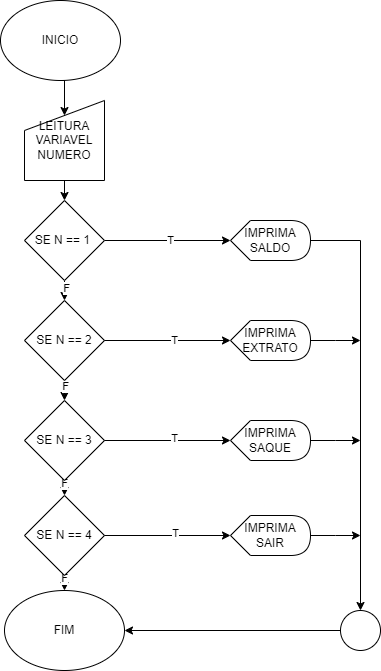 INICIO
LEITURA
VARIAVEL
NUMERO
SE N == 1
T
IMPRIMA
SALDO
F
SE N == 2
T
IMPRIMA
EXTRATO
F
SE N == 3
T
IMPRIMA
SAQUE
F
SE N == 4
T
IMPRIMA
SAIR
F
FIM